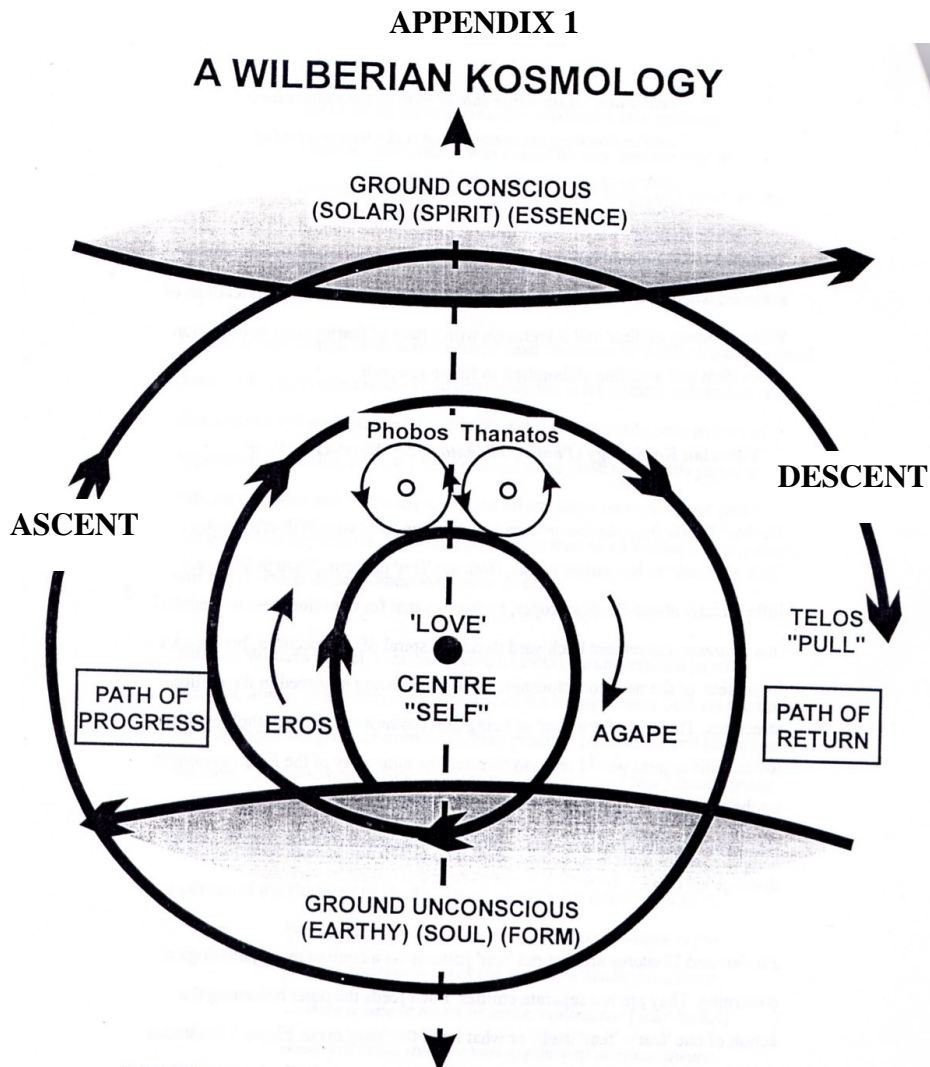 APPENDIX 1
A WILBERIAN KOSMOLOGY
GROUND CONSCIOUS
(SOLAR) (SPIRIT) (ESSENCE)
Phobos Thanatos
DESCENT
ASCENT
'LOVE'
CENTRE
"SELF"
TELOS
"PULL"
PATH OF
PROGRESS
EROS
AGAPE
PATH OF
RETURN
GROUND UNCONSCIOUS
(EARTHY) (SOUL) (FORM)